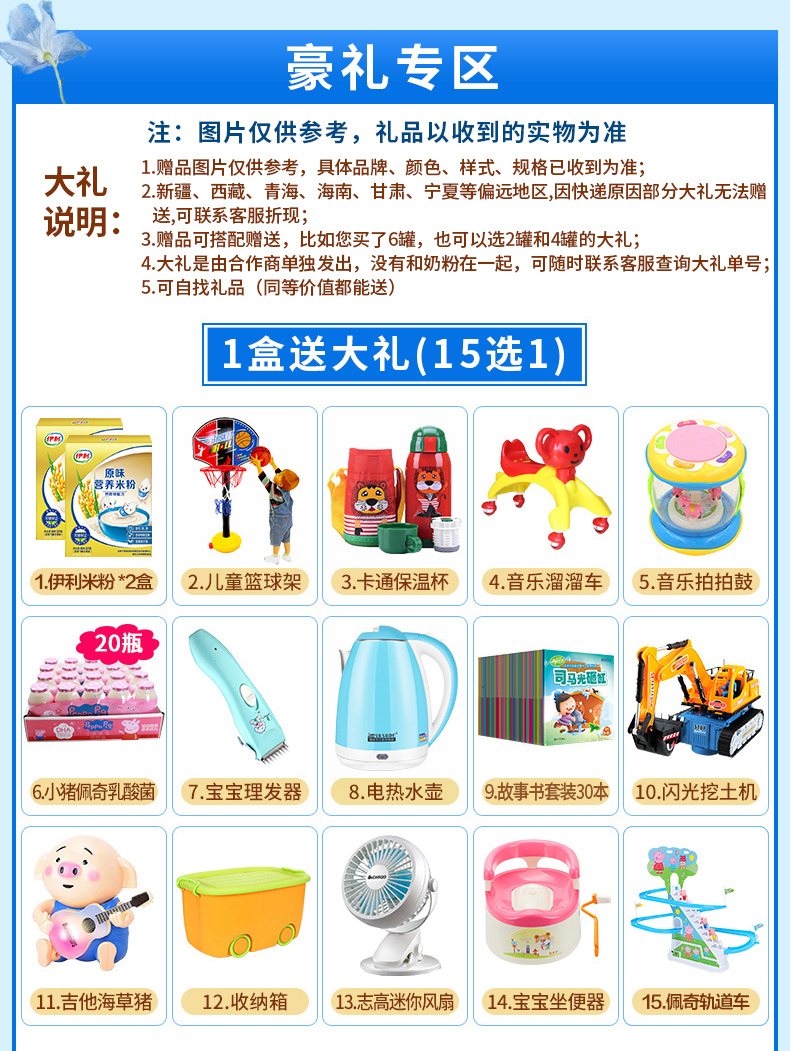 豪礼专区
注：图片仅供参考，礼品以收到的实物为准
大礼
说明：
1.赠品图片仅供参考，具体品牌、颜色、样式、规格已收到为准；
2.新疆、西藏、青海、海南、甘肃、宁夏等偏远地区,因快递原因部分大礼无法赠
送,可联系客服折现；
3.赠品可搭配赠送，比如您买了6罐，也可以选2罐和4罐的大礼；
4.大礼是由合作商单独发出，没有和奶粉在一起，可随时联系客服查询大礼单号；
5.可自找礼品（同等价值都能送）
1盒送大礼(15选1)
伊利
伊利
原味
营养米粉
1.伊利米粉 *2盒
2.儿童篮球架
3.卡通保温杯
4.音乐溜溜车
5.音乐拍拍鼓
20瓶
Peppa Pig
DHA
司马光砸缸
6.小猪佩奇乳酸菌
7.宝宝理发器
8.电热水壶
9.故事书套装30本
10.闪光挖土机
CHIGO
11.吉他海草猪
12.收纳箱
13.志高迷你风扇
14.宝宝坐便器
15.佩奇轨道车